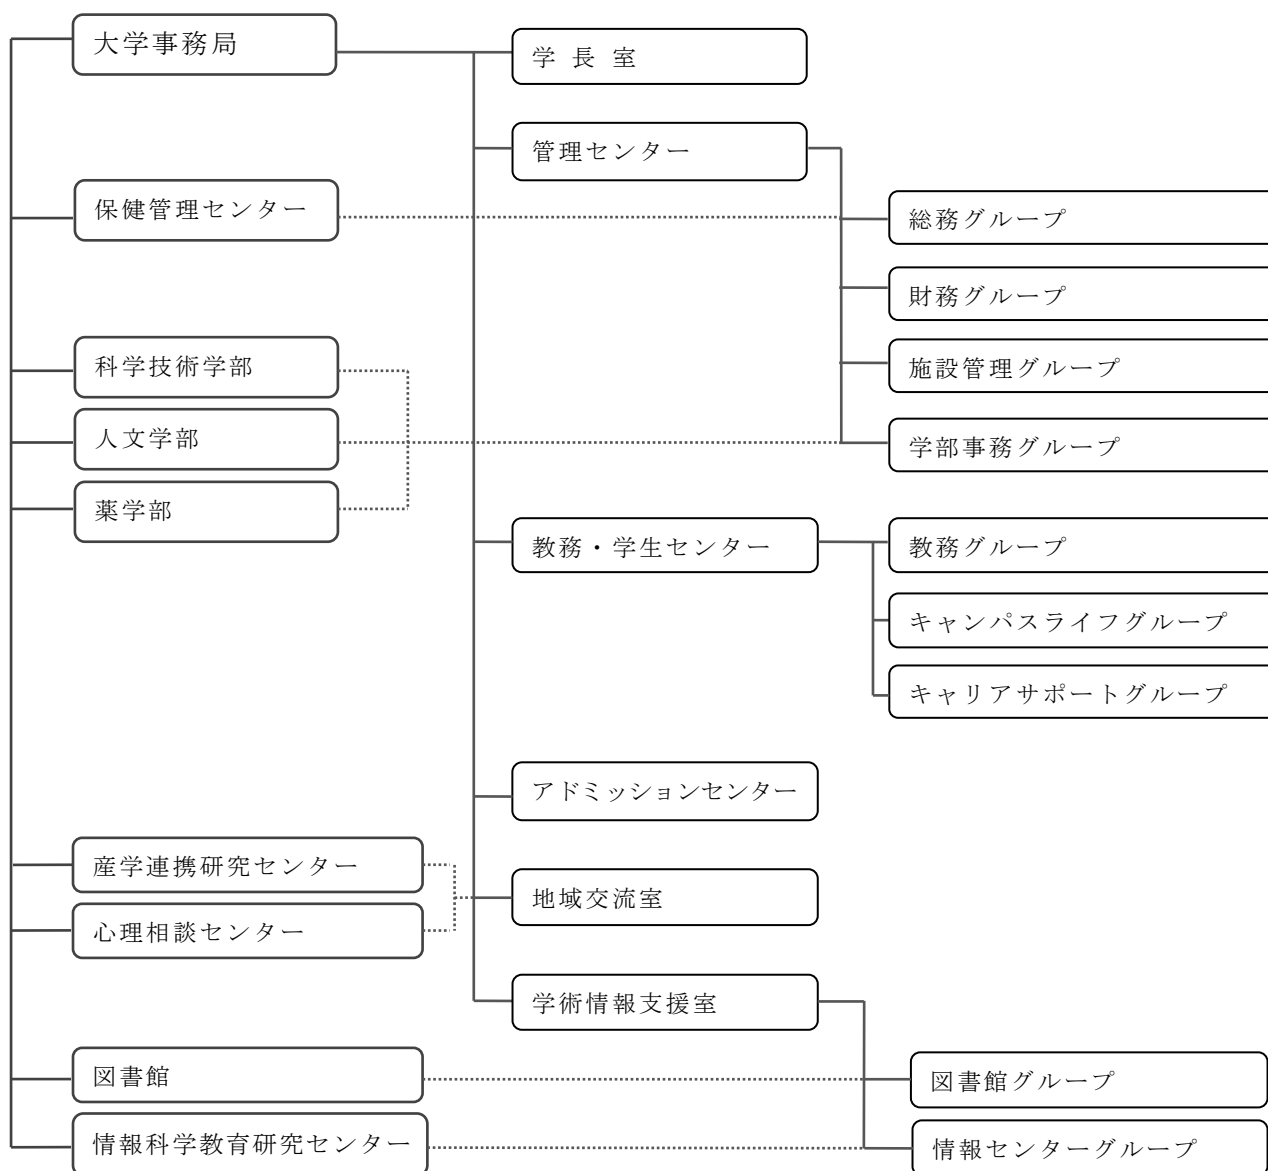 大学事務局
学 長 室
管理センター
保健管理センター
総務グループ
財務グループ
科学技術学部
施設管理グループ
人文学部
学部事務グループ
薬学部
教務・学生センター
教務グループ
キャンパスライフグループ
キャリアサポートグループ
アドミッションセンター
産学連携研究センター
地域交流室
心理相談センター
学術情報支援室
図書館
図書館グループ
情報科学教育研究センター
情報センターグループ